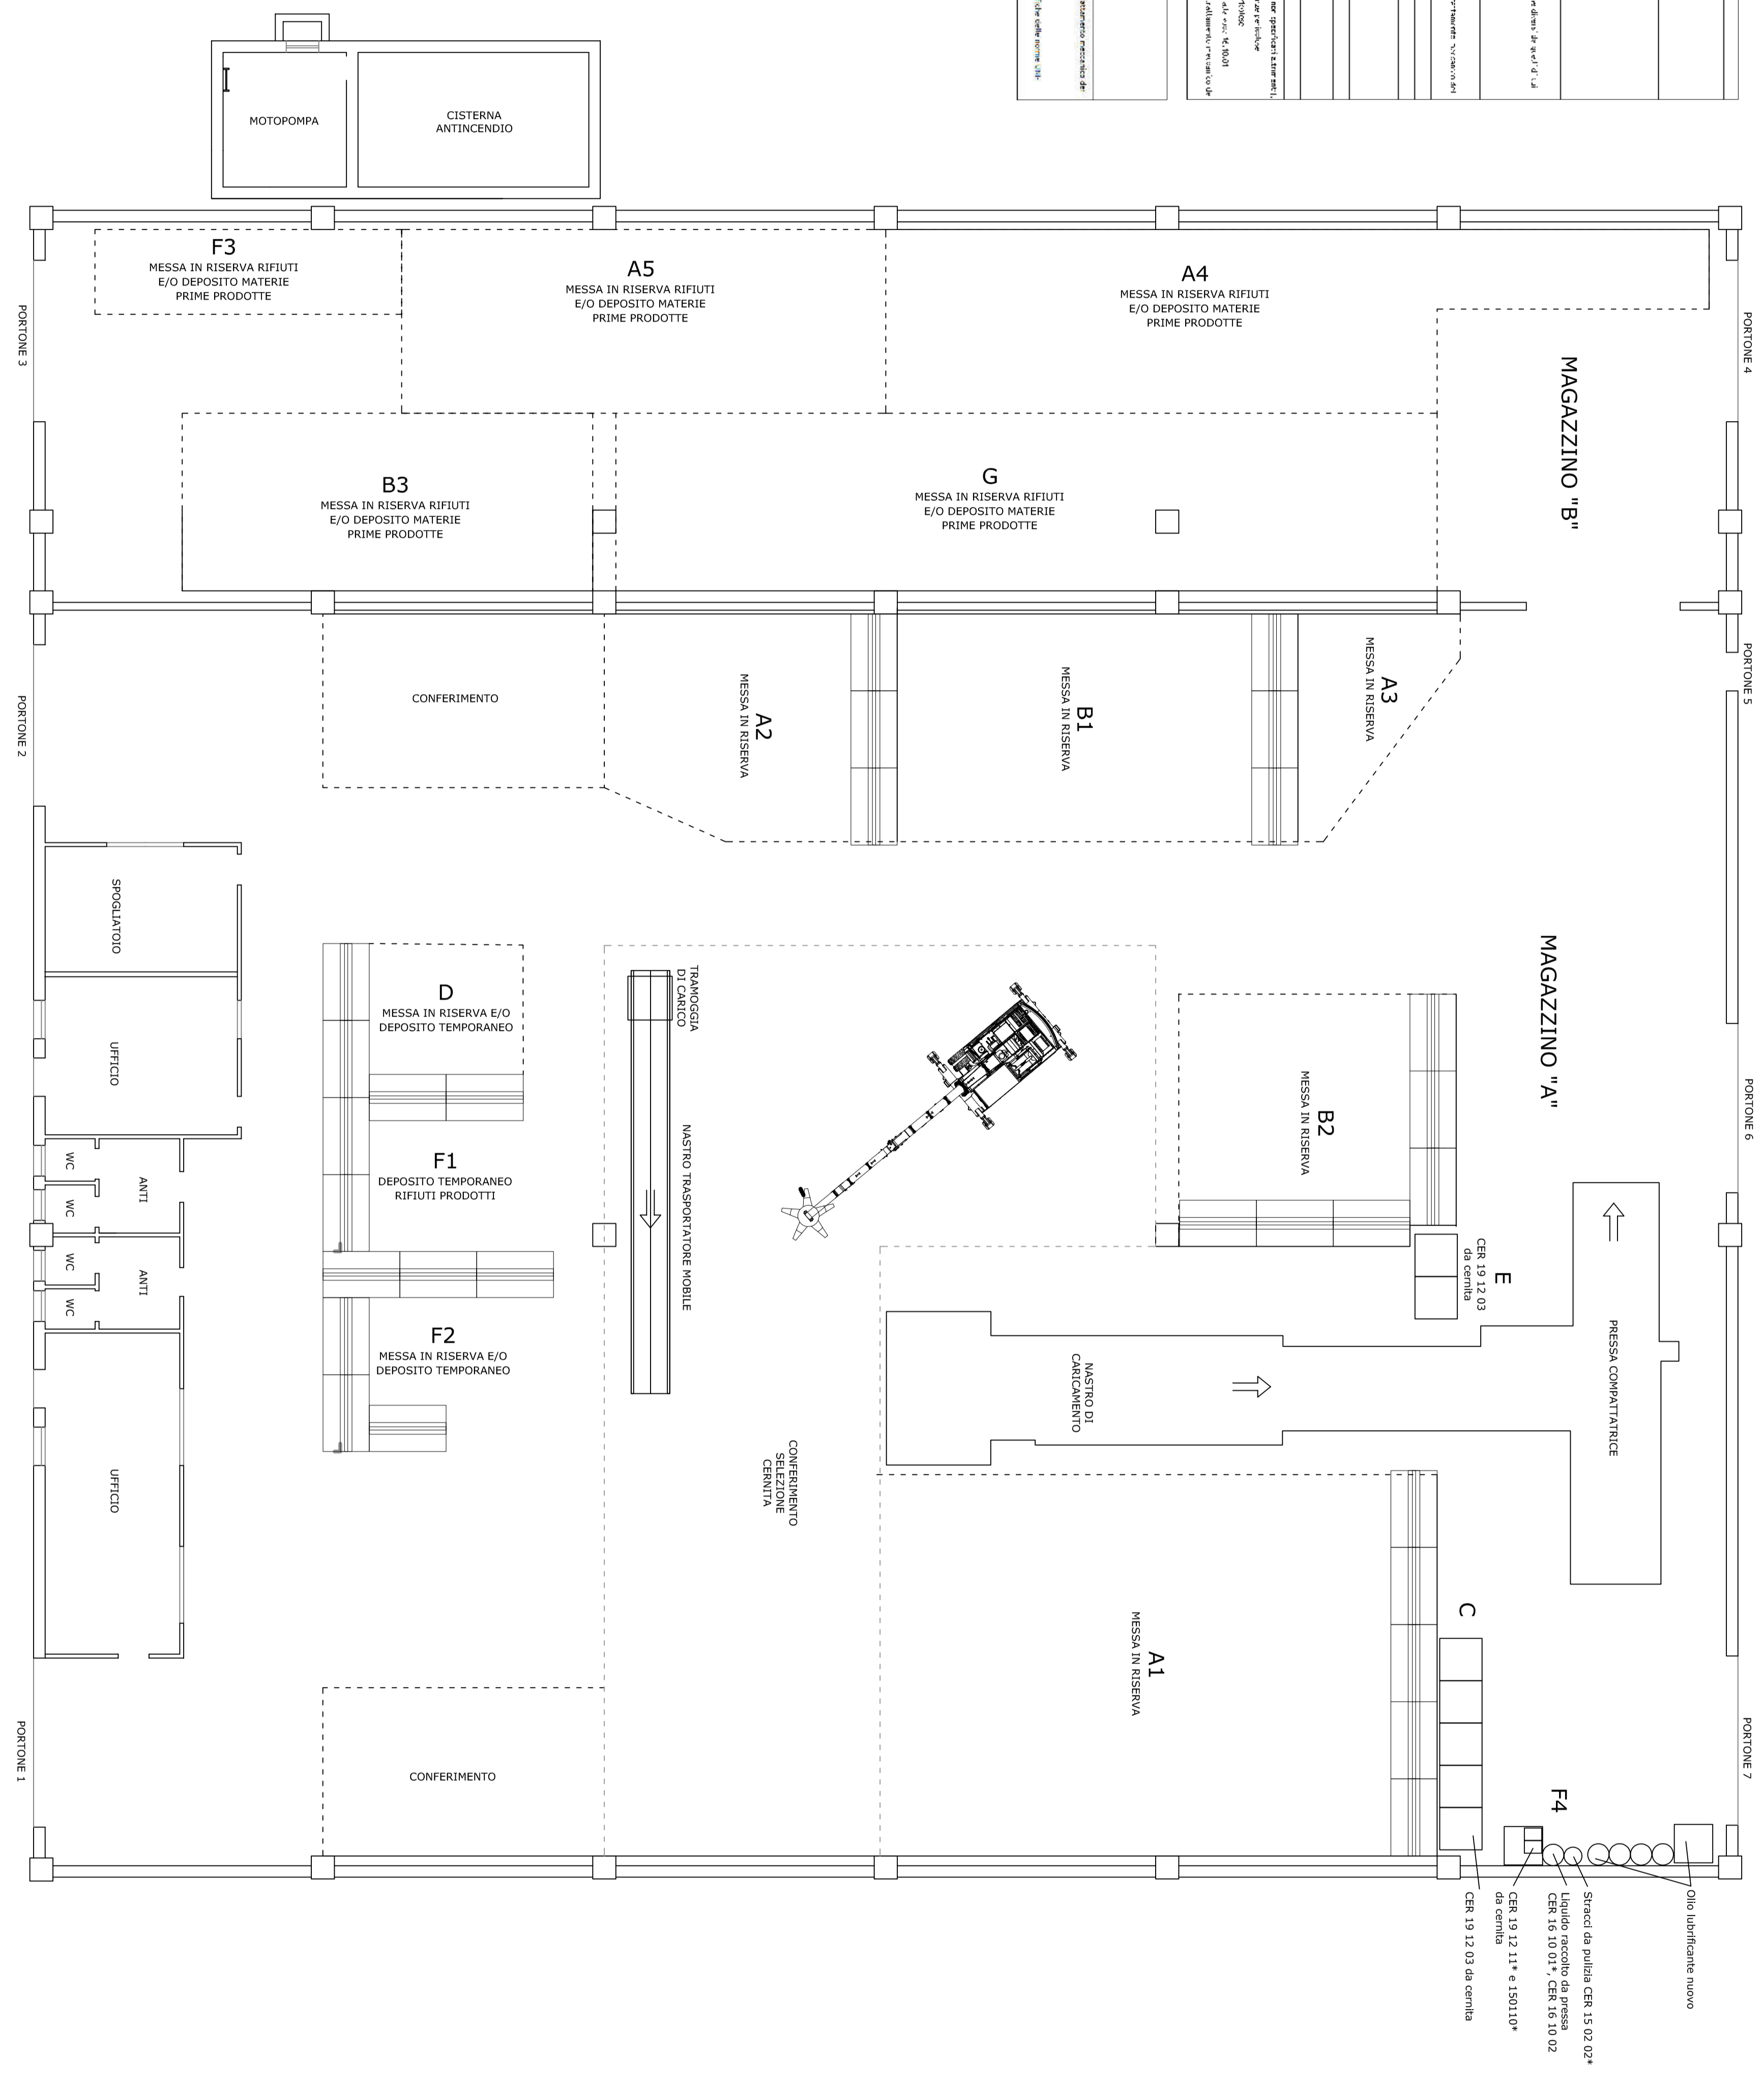 MOTOPOMPA
CISTERNA
ANTINCENDIO
F3
MESSA IN RISERVA RIFIUTI
E/O DEPOSITO MATERIE
PRIME PRODOTTE
A5
MESSA IN RISERVA RIFIUTI
E/O DEPOSITO MATERIE
PRIME PRODOTTE
A4
MESSA IN RISERVA RIFIUTI
E/O DEPOSITO MATERIE
PRIME PRODOTTE
PORTONE 3
PORTONE 4
MAGAZZINO "B"
B3
MESSA IN RISERVA RIFIUTI
E/O DEPOSITO MATERIE
PRIME PRODOTTE
G
MESSA IN RISERVA RIFIUTI
E/O DEPOSITO MATERIE
PRIME PRODOTTE
PORTONE 2
CONFERIMENTO
A2
MESSA IN RISERVA
B1
MESSA IN RISERVA
A3
MESSA IN RISERVA
PORTONE 5
SPOGLIATOIO
UFFICIO
D
MESSA IN RISERVA E/O
DEPOSITO TEMPORANEO
TRAMOGGIA
DI CARICO
NASTRO TRASPORTATORE MOBILE
MAGAZZINO "A"
B2
MESSA IN RISERVA
PORTONE 6
WC
WC
ANTI
WC
WC
ANTI
F1
DEPOSITO TEMPORANEO
RIFIUTI PRODOTTI
F2
MESSA IN RISERVA E/O
DEPOSITO TEMPORANEO
E
CER 19 12 03
da cernita
NASTRO DI
CARICAMENTO
PRESSA COMPATTATRICE
UFFICIO
CONFERIMENTO
SELEZIONE
CERNITA
A1
MESSA IN RISERVA
C
PORTONE 1
CONFERIMENTO
F4
PORTONE 7
Olio lubrificante nuovo
Stracci da pulizia CER 15 02 02*
Liquido raccolto da pressa
CER 16 10 01*, CER 16 10 02
CER 19 12 11* e 150110*
da cernita
CER 19 12 03 da cernita